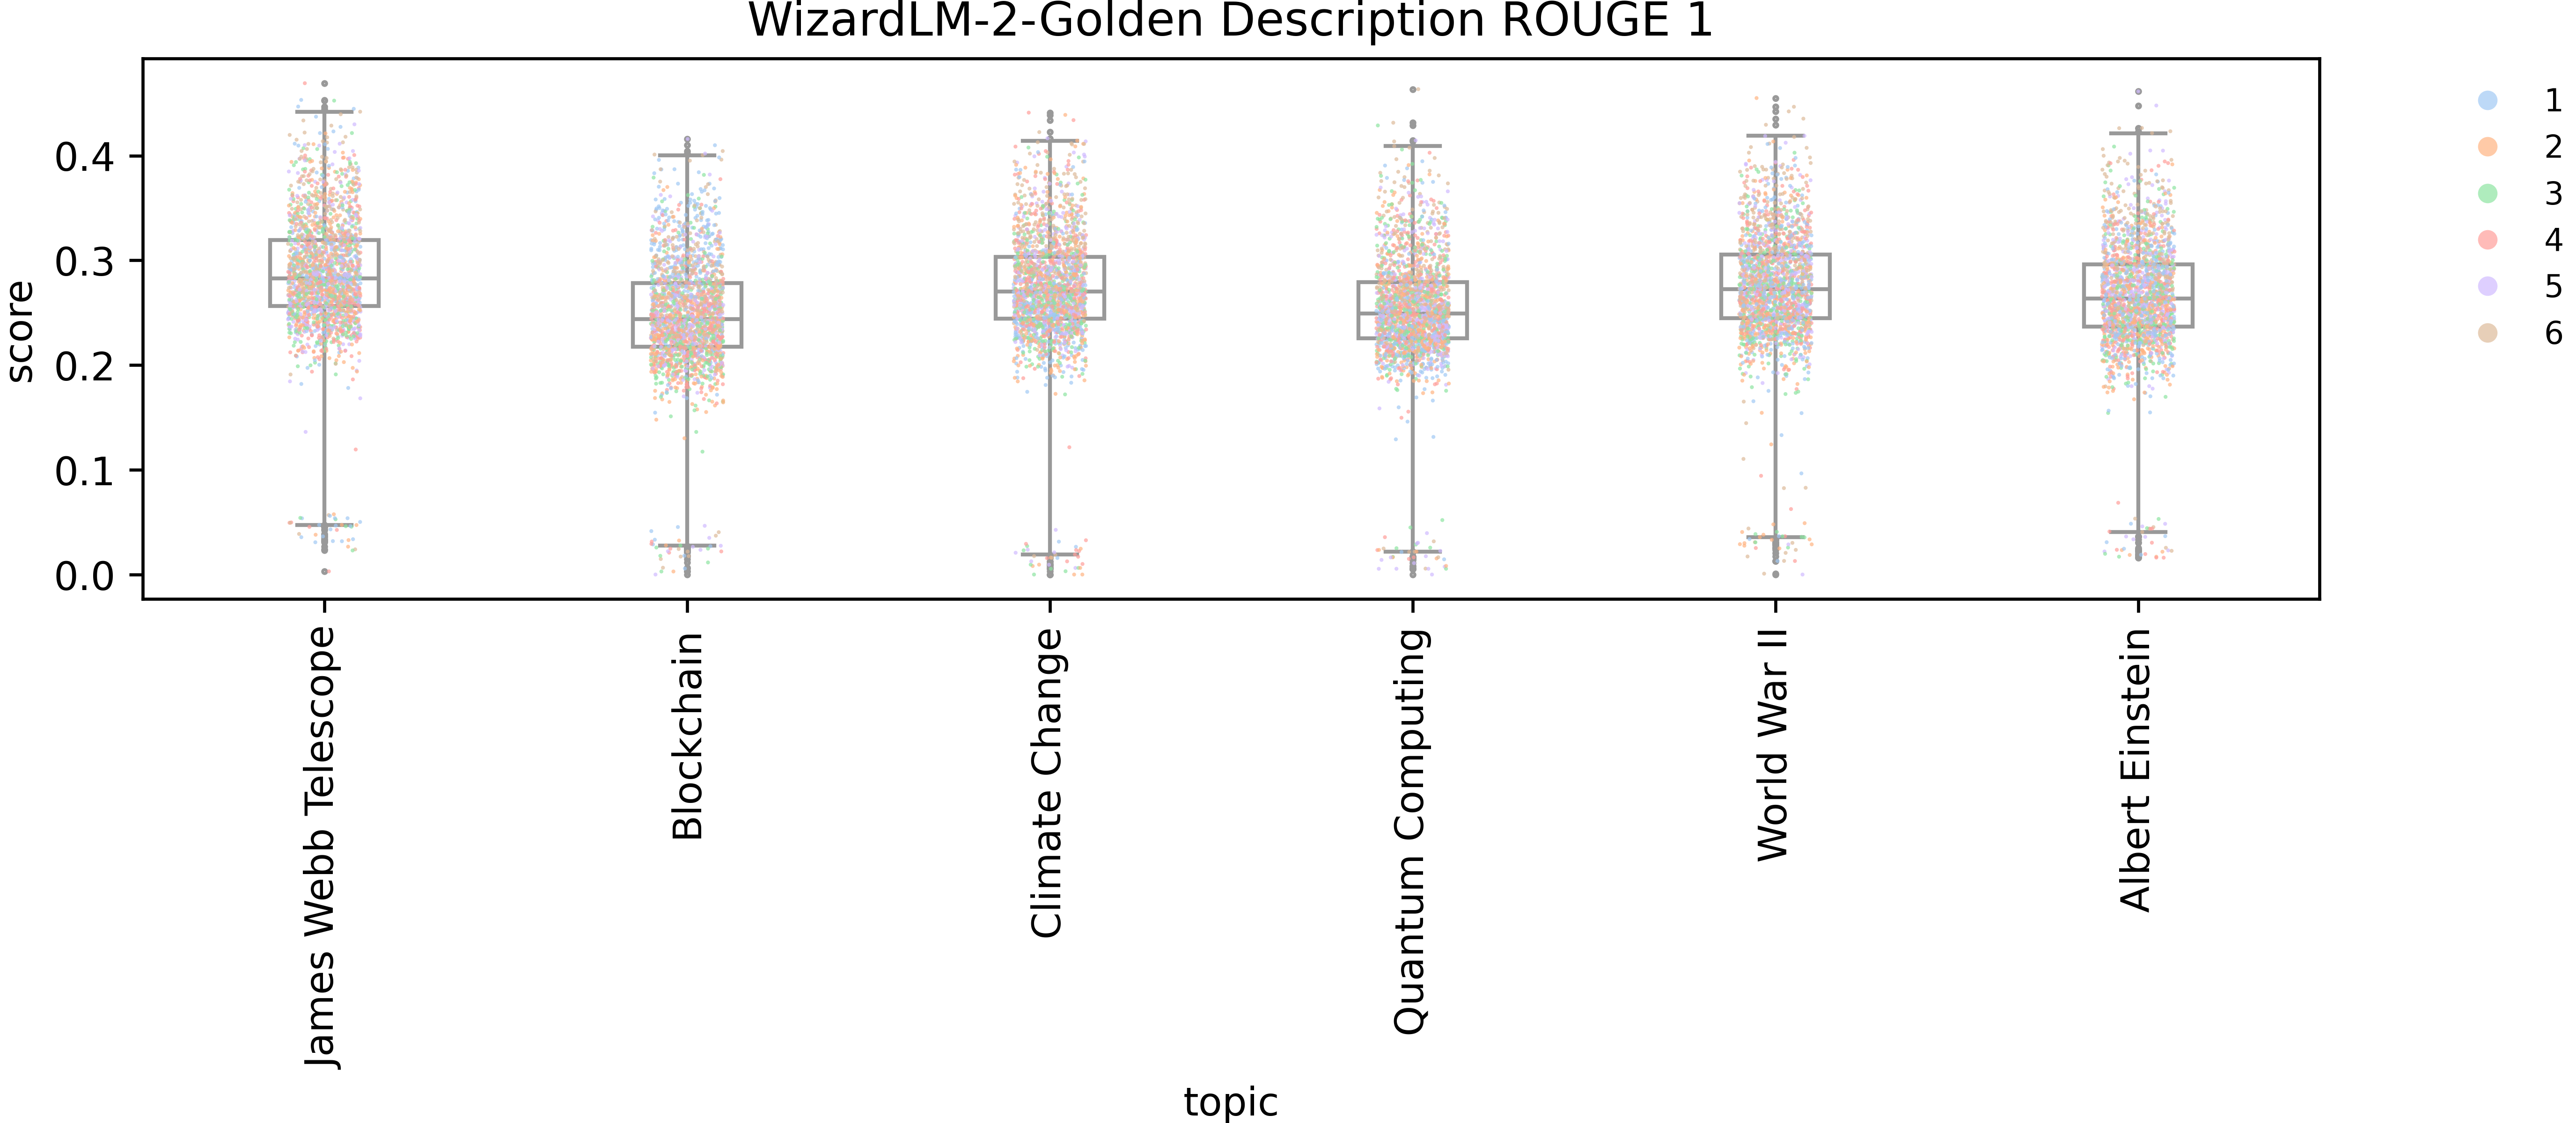 WizardLM-2-Golden Description ROUGE 1
score
0.4
0.3
0.2
0.1
0.0
James Webb Telescope
Blockchain
Climate Change
Quantum Computing
World War II
Albert Einstein
topic
1
2
3
4
5
6